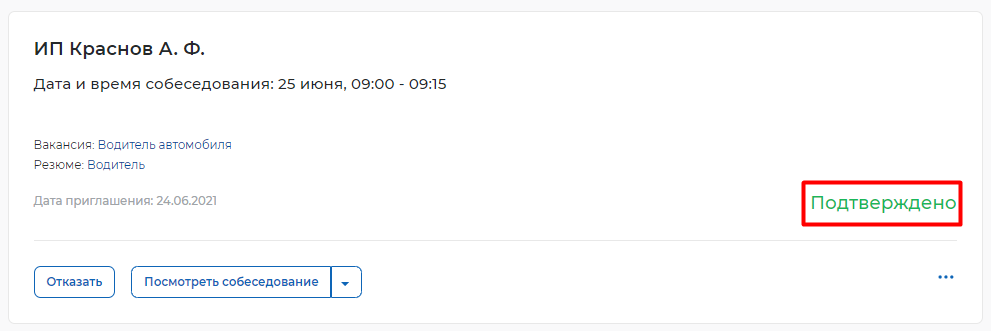 ИП Краснов А. Ф.
Дата и время собеседования: 25 июня, 09:00 - 09:15
Вакансия: Водитель автомобиля
Резюме: Водитель
Дата приглашения: 24.06.2021
Подтверждено
Отказать
Посмотреть собеседование